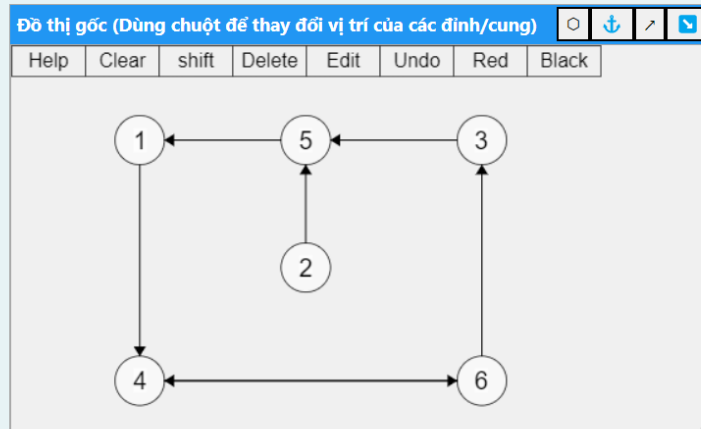 Đồ thị gốc (Dùng chuột để thay đổi vị trí của các đỉnh/cung)
Help Clear shift Delete Edit Undo Red Black
1 5 3
2
4 6